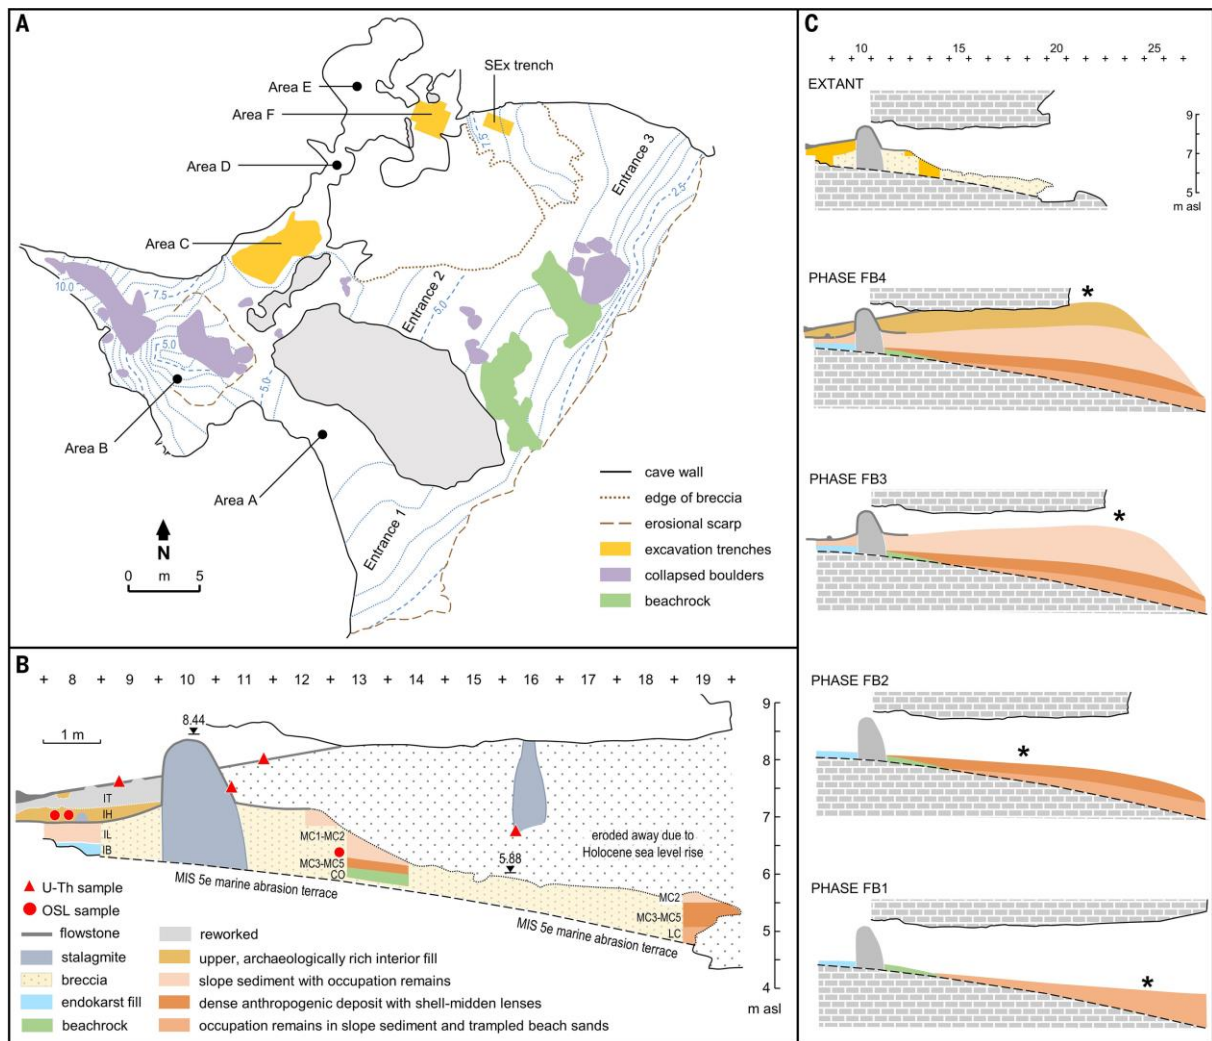 A
SEx trench
Area E
Area F
Area D
Area C
Area B
Area A
Entrance 3
Entrance 2
Entrance 1
10.0
7.5
5.0
5.0
5.0
7.5
2.5
N
0 m 5
cave wall
edge of breccia
erosional scarp
excavation trenches
collapsed boulders
beachrock
B
+ 8 + 9 + 10 + 11 + 12 + 13 + 14 + 15 + 16 + 17 + 18 + 19 +
1 m
8.44
IT
IH
IL
IB
MC1-MC2
MC3-MC5
CO
5.88
eroded away due to
Holocene sea level rise
MC2
MC3-MC5
LC
MIS 5e marine abrasion terrace
MIS 5e marine abrasion terrace
9
8
7
6
5
4
m asl
U-Th sample
OSL sample
flowstone
stalagmite
breccia
endokarst fill
beachrock
reworked
upper, archaeologically rich interior fill
slope sediment with occupation remains
dense anthropogenic deposit with shell-midden lenses
occupation remains in slope sediment and trampled beach sands
C
10 15 20 25
+ + + + + + + + + + + + + + + + + + +
EXTANT
9
7
5
m asl
PHASE FB4
*
PHASE FB3
*
PHASE FB2
*
PHASE FB1
*